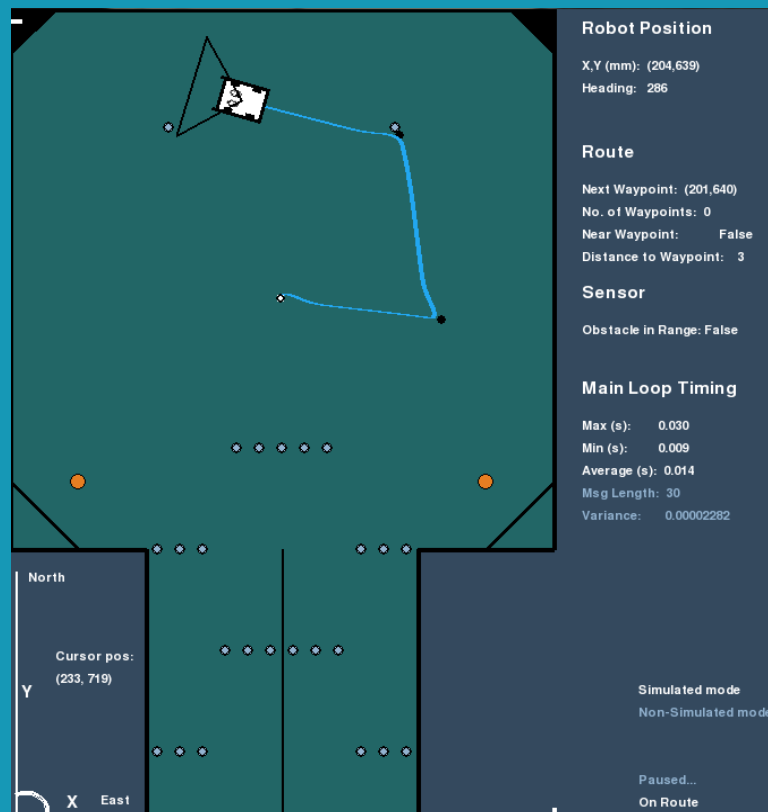 Robot Position
X,Y (mm): (204,639)
Heading: 286
Route
Next Waypoint: (201,640)
No. of Waypoints: 0
Near Waypoint: False
Distance to Waypoint: 3
Sensor
Obstacle in Range: False
Main Loop Timing
Max (s): 0.030
Min (s): 0.009
Average (s): 0.014
Msg Length: 30
Variance: 0.00002282
North
Cursor pos:
(233, 719)
Y
X East
Simulated mode
Non-Simulated mode
Paused...
On Route